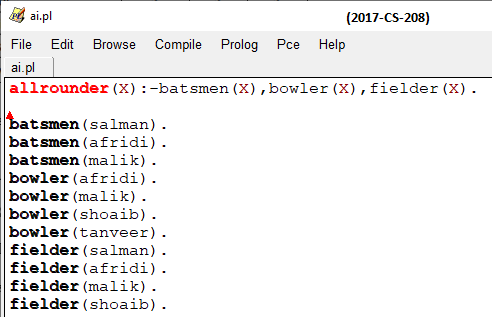 ai.pl
(2017-CS-208)
File Edit Browse Compile Prolog Pce Help
ai.pl
allrounder(X):-batsmen(X),bowler(X),fielder(X).
batsmen(salman).
batsmen(afridi).
batsmen(malik).
bowler(afridi).
bowler(malik).
bowler(shoaib).
bowler(tanveer).
fielder(salman).
fielder(afridi).
fielder(malik).
fielder(shoaib).